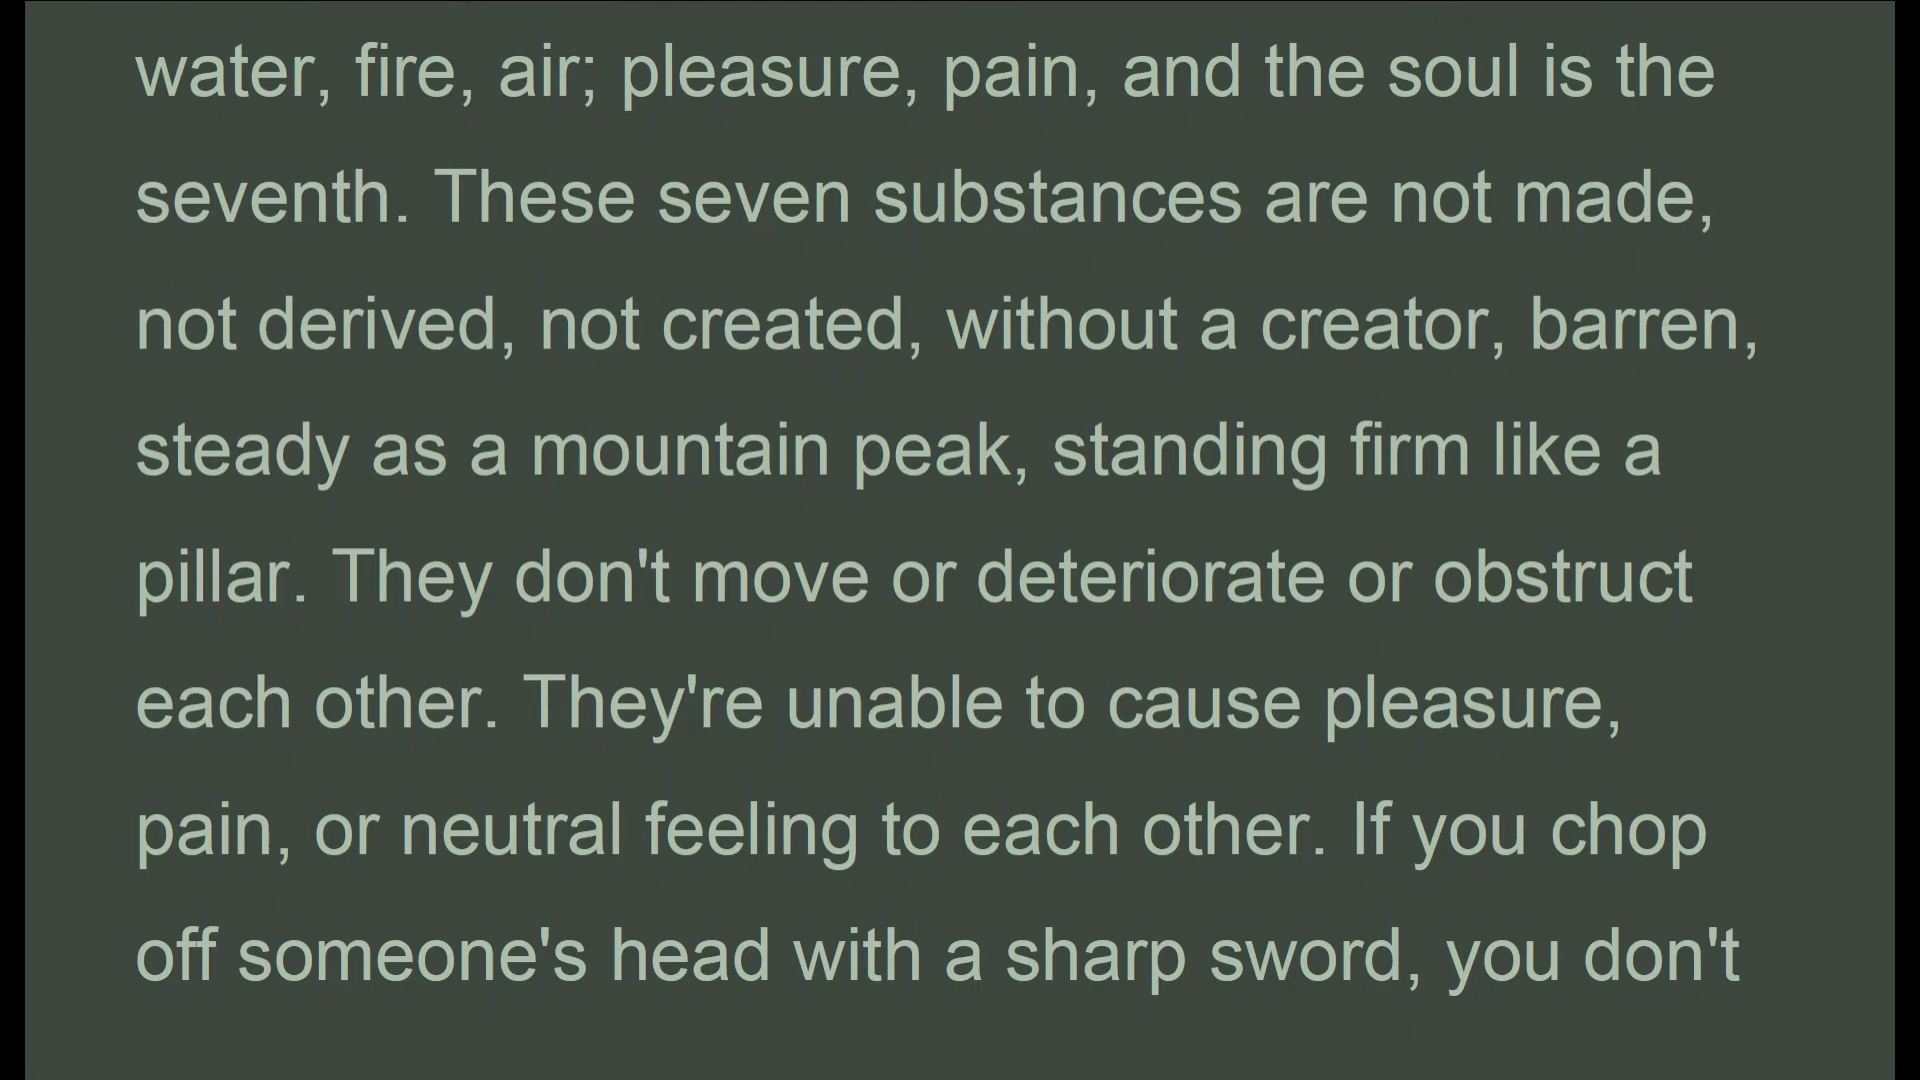 water, fire, air; pleasure, pain, and the soul is the
seventh. These seven substances are not made,
not derived, not created, without a creator, barren,
steady as a mountain peak, standing firm like a
pillar. They don't move or deteriorate or obstruct
each other. They're unable to cause pleasure,
pain, or neutral feeling to each other. If you chop
off someone's head with a sharp sword, you don't